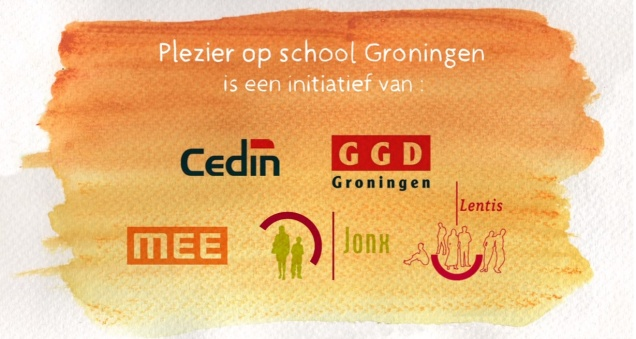 Plezier op school Groningen
is een initiatief van :
Cedin
GGD
Groningen
Lentis
MEE
Jonx